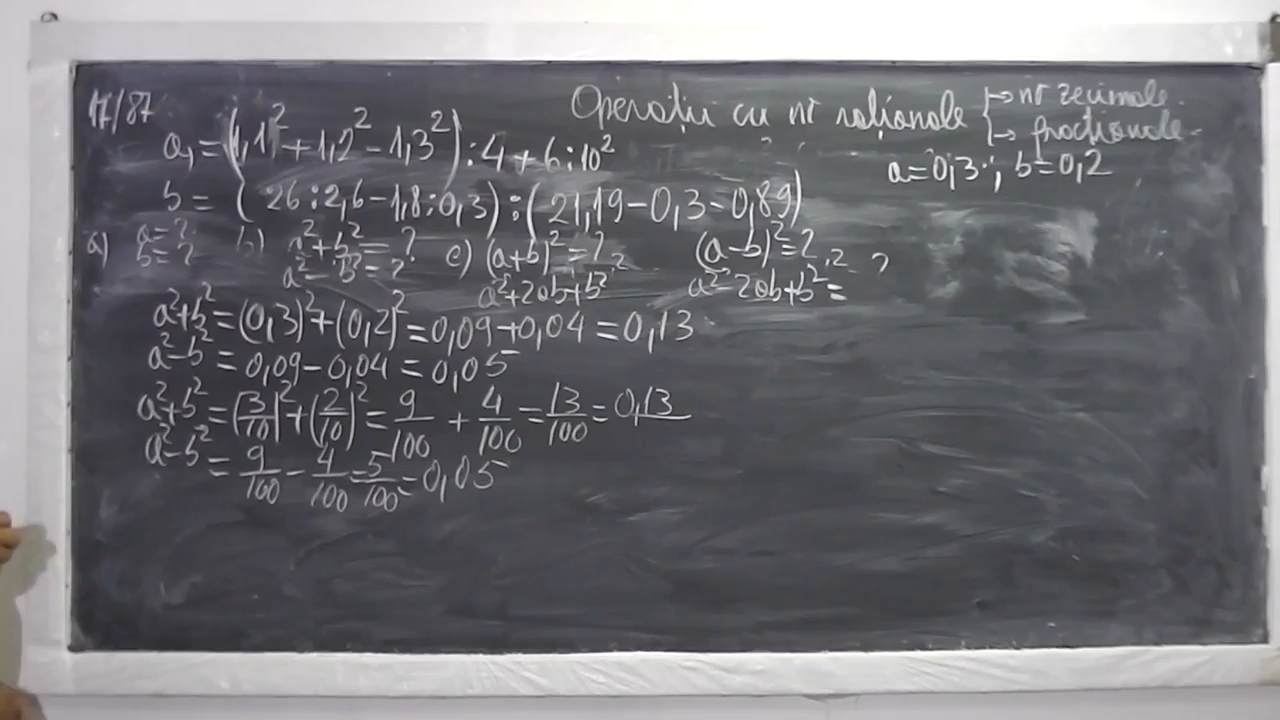 17/87
Operații cu nr raționale → nr zecimale
→ fracționale
a = (1,1² + 1,2² - 1,3²) : 4 + 6 : 10²
a = 0,3 ; b = 0,2
b = (26 : 2,6 - 1,8 : 0,3) : (21,19 - 0,3 - 0,89)
a) a = ? b) a² + b² = ? c) (a+b)² = ? (a-b)² = ?
b = ? a² - b² = ? a² + 2ab + b² a² - 2ab + b² = ?
a² + b² = (0,3)² + (0,2)² = 0,09 + 0,04 = 0,13
a² - b² = 0,09 - 0,04 = 0,05
a² + b² = (3/10)² + (2/10)² = 9/100 + 4/100 = 13/100 = 0,13
a² - b² = 9/100 - 4/100 = 5/100 = 0,05